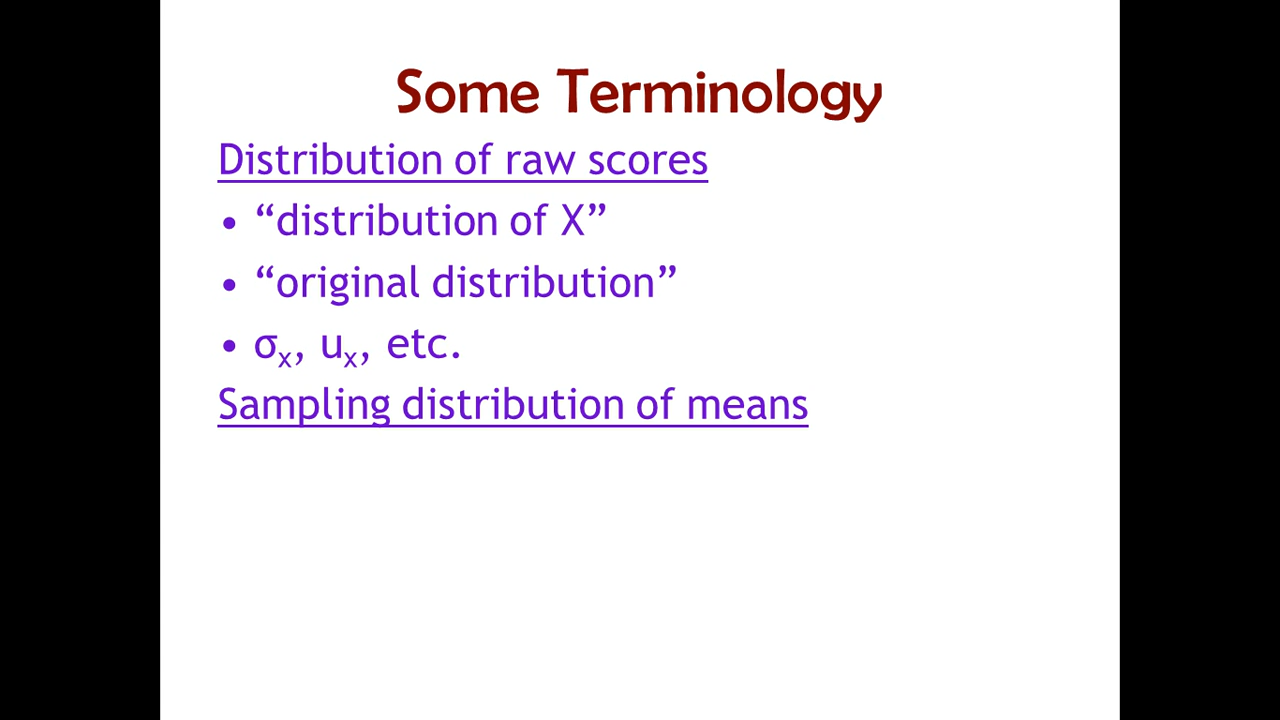 Some Terminology
Distribution of raw scores
• “distribution of X”
• “original distribution”
• σₓ, uₓ, etc.
Sampling distribution of means